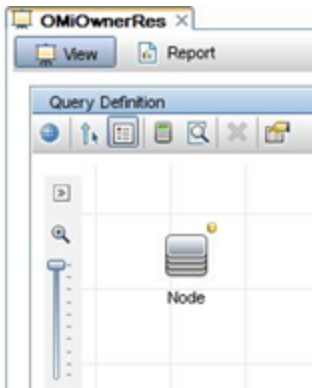 OMiOwnerRes
View
Report
Query Definition
Node